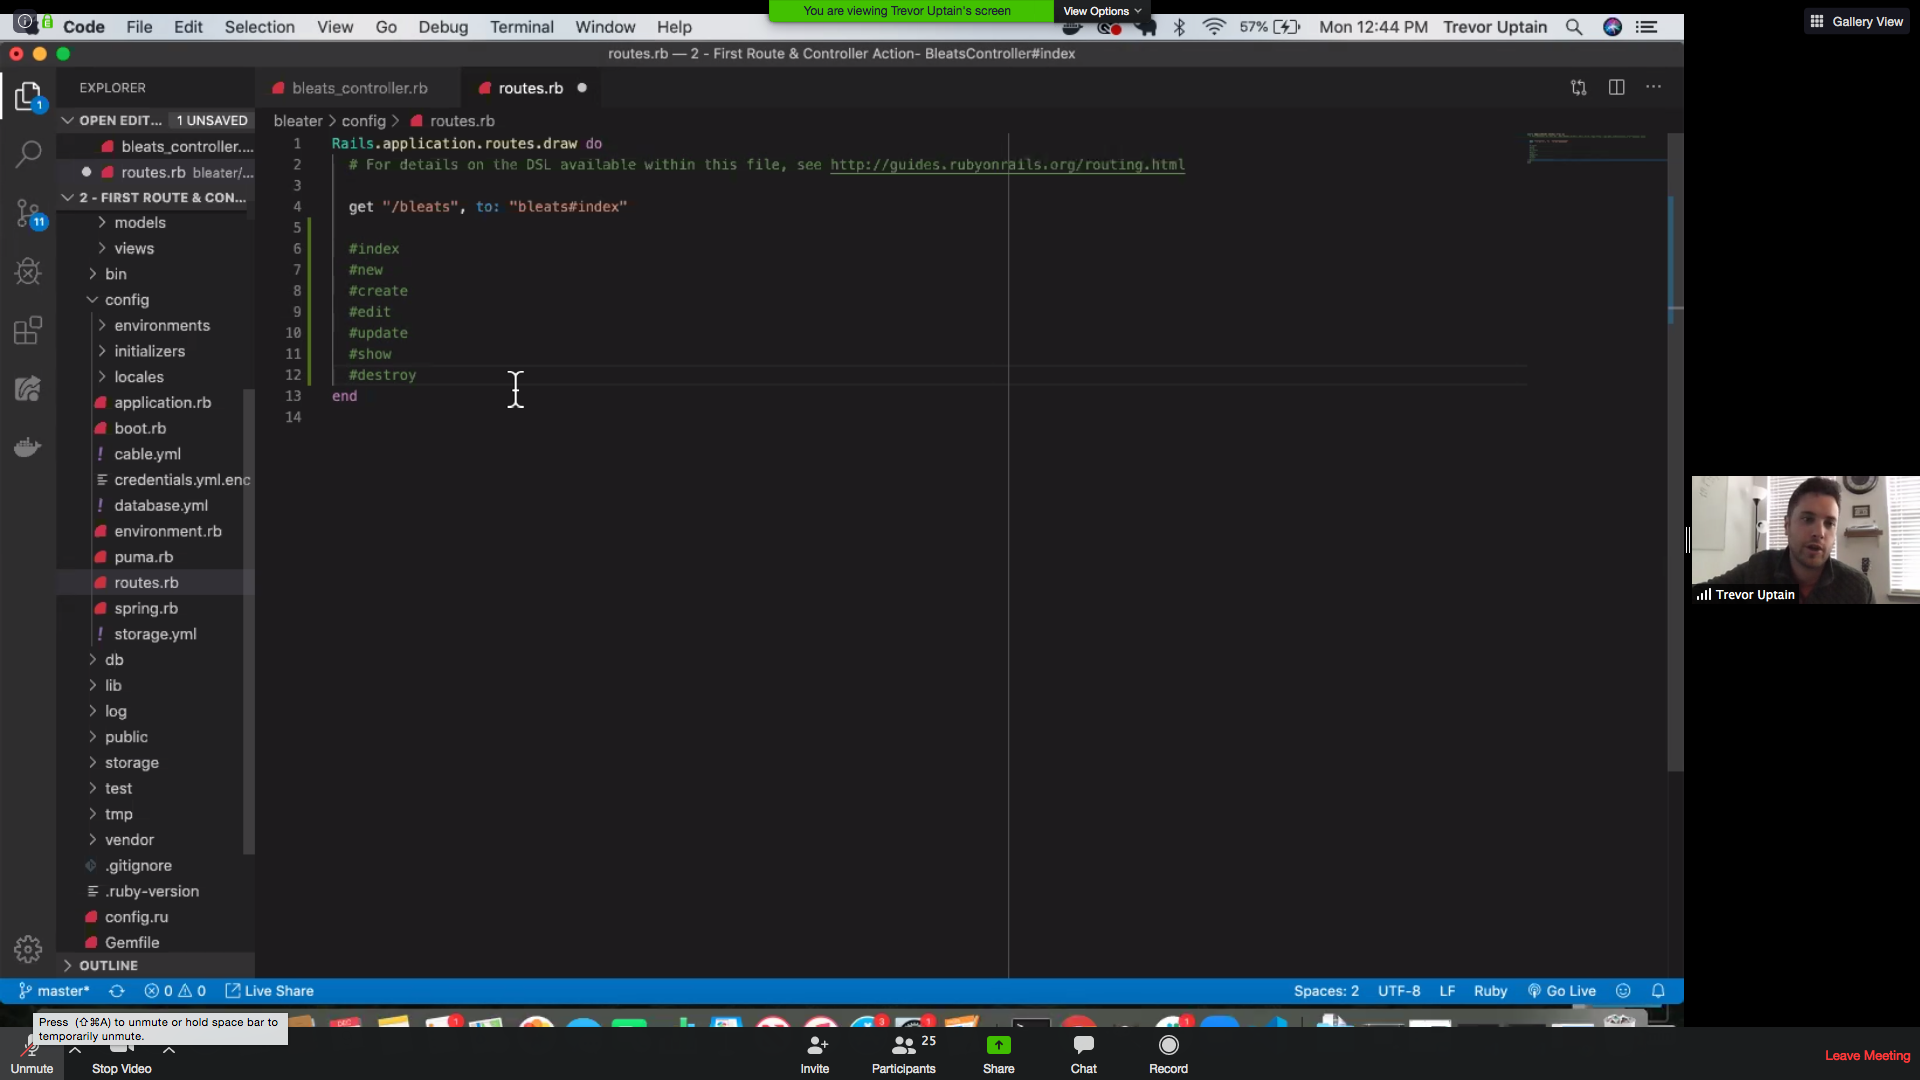 You are viewing Trevor Uptain's screen
View Options
Gallery View
Code File Edit Selection View Go Debug Terminal Window Help
57% Mon 12:44 PM Trevor Uptain
routes.rb — 2 - First Route & Controller Action- BleatsController#index
EXPLORER
bleats_controller.rb
routes.rb
1
OPEN EDIT... 1 UNSAVED
bleats_controller....
routes.rb bleater/...
2 - FIRST ROUTE & CON...
11
models
views
bin
config
environments
initializers
locales
application.rb
boot.rb
! cable.yml
credentials.yml.enc
! database.yml
environment.rb
puma.rb
routes.rb
spring.rb
! storage.yml
db
lib
log
public
storage
test
tmp
vendor
.gitignore
.ruby-version
config.ru
Gemfile
OUTLINE
bleater > config > routes.rb
1 Rails.application.routes.draw do
2 # For details on the DSL available within this file, see http://guides.rubyonrails.org/routing.html
3
4 get "/bleats", to: "bleats#index"
5
6 #index
7 #new
8 #create
9 #edit
10 #update
11 #show
12 #destroy
13 end
14
Trevor Uptain
master* 0 0 Live Share
Spaces: 2 UTF-8 LF Ruby Go Live
Press (⇧⌘A) to unmute or hold space bar to
temporarily unmute.
Unmute
Stop Video
Invite
Participants 25
Share
Chat
Record
Leave Meeting